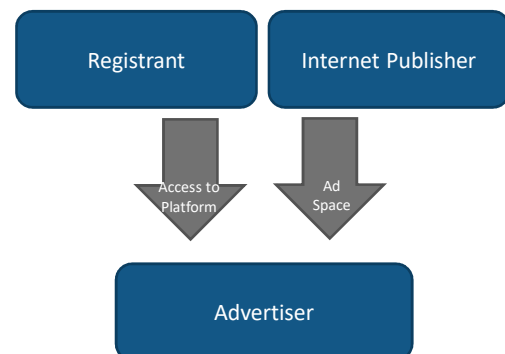 Registrant
Internet Publisher
Access to
Platform
Ad
Space
Advertiser